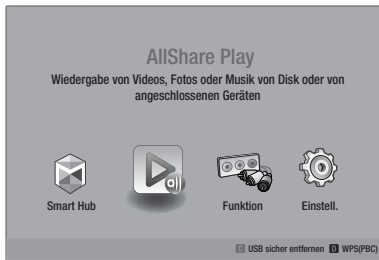 AllShare Play
Wiedergabe von Videos, Fotos oder Musik von Disk oder von
angeschlossenen Geräten
Smart Hub
Funktion
Einstell.
C USB sicher entfernen D WPS(PBC)